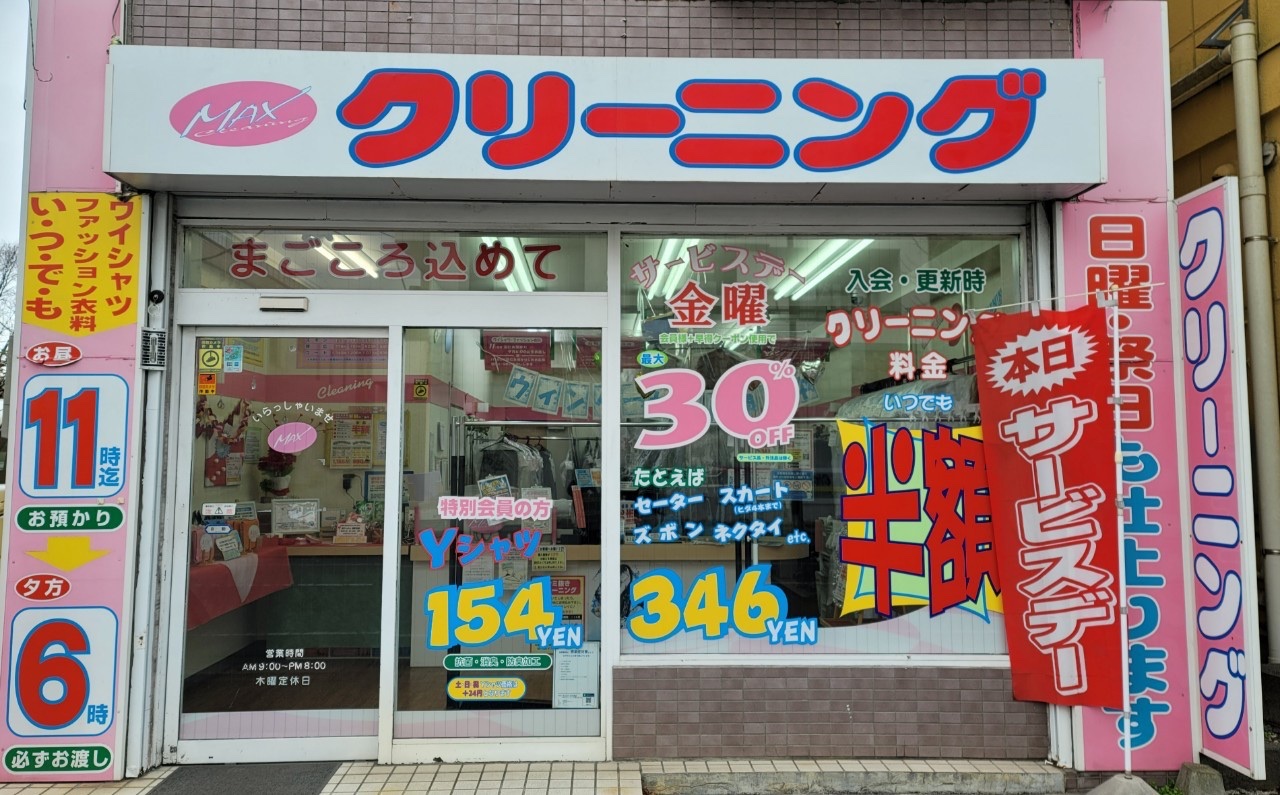 MAX
Cleaning
クリーニング
ワイシャツ
ファッション衣料
い・つ・で・も
お昼
11時迄
お預かり
夕方
6時
必ずお渡し
まごころ込めて
Cleaning
いらっしゃいませ
MAX
営業時間
AM9:00〜PM8:00
木曜定休日
特別会員の方
Yシャツ
154YEN
抗菌・消臭・防臭加工
サービスデー
金曜
最大
30%
OFF
たとえば
セーター スカート
(ヒダ4本まで)
ズボン ネクタイ etc.
346YEN
入会・更新時
クリーニング
料金
いつでも
半額
本日
サービスデー
日曜・祭日も仕上ります
クリーニング